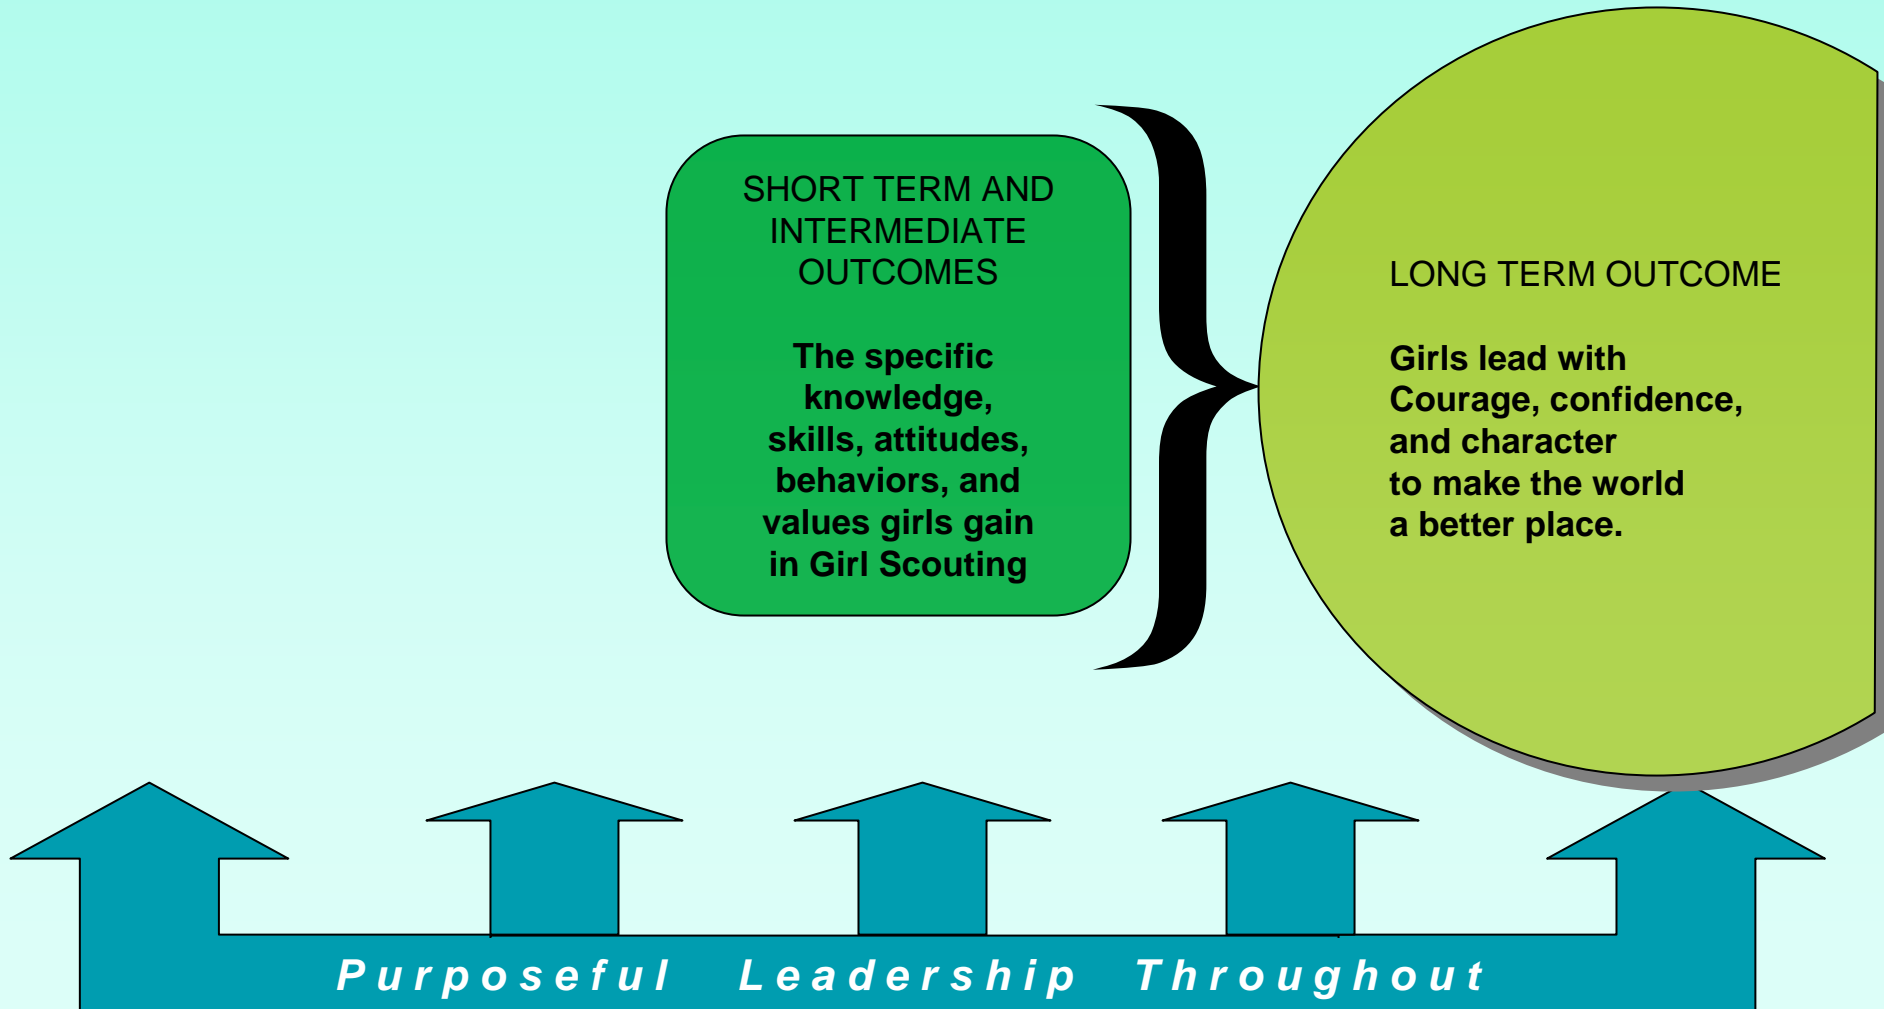 SHORT TERM AND
INTERMEDIATE
OUTCOMES
The specific
knowledge,
skills, attitudes,
behaviors, and
values girls gain
in Girl Scouting
LONG TERM OUTCOME
Girls lead with
Courage, confidence,
and character
to make the world
a better place.
Purposeful Leadership Throughout